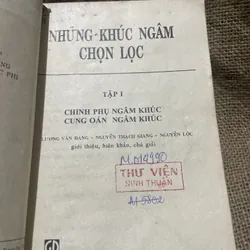 NHỮNG·KHÚC NGÂM
CHỌN LỌC
TẬP I
CHINH PHỤ NGÂM KHÚC
CUNG OÁN NGÂM KHÚC
LƯƠNG VĂN ĐANG - NGUYỄN THẠCH GIANG - NGUYỄN LỘC
giới thiệu, biên khảo, chú giải
THƯ VIỆN
NINH THUẬN